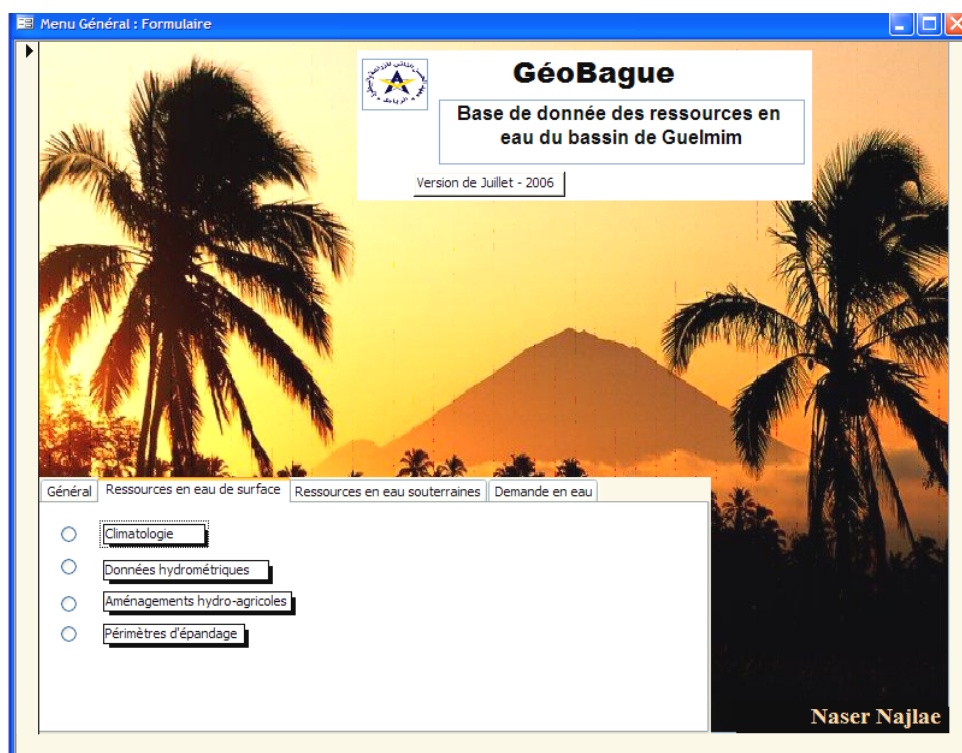 Menu Général : Formulaire
GéoBague
Base de donnée des ressources en
eau du bassin de Guelmim
Version de Juillet - 2006
Général
Ressources en eau de surface
Ressources en eau souterraines
Demande en eau
Climatologie
Données hydrométriques
Aménagements hydro-agricoles
Périmètres d'épandage
Naser Najlae